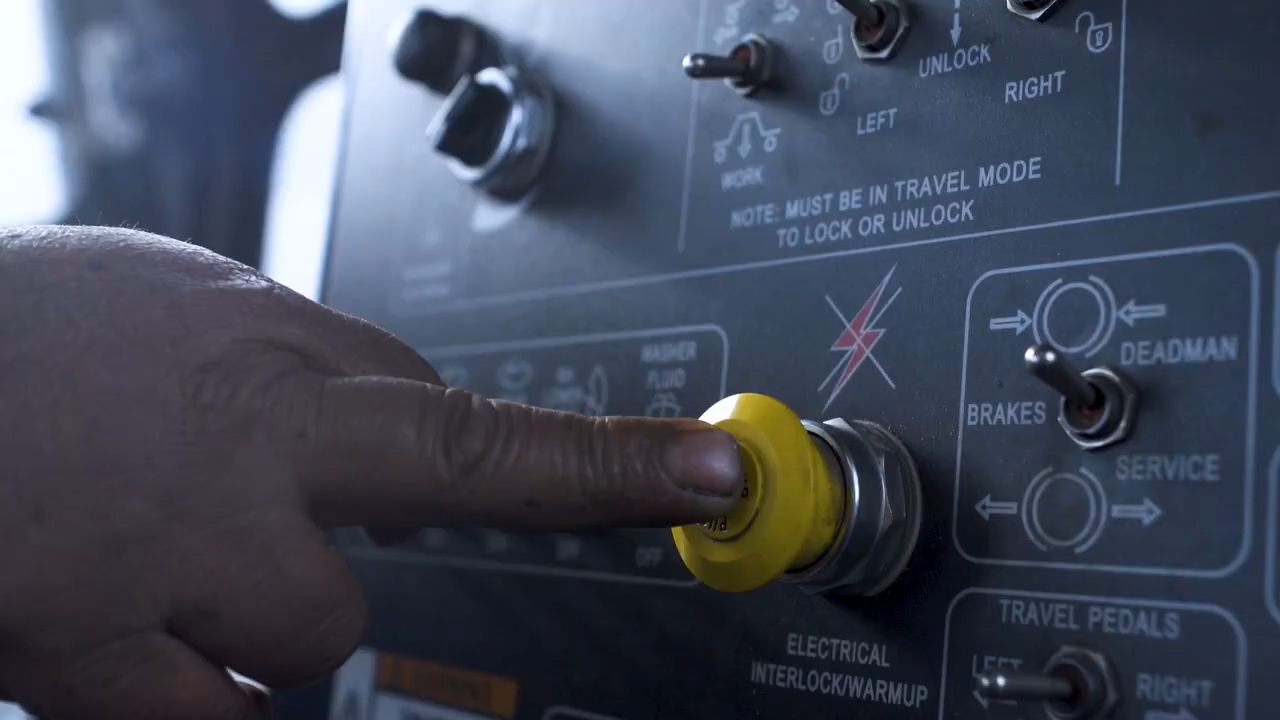 UNLOCK
RIGHT
LEFT
WORK
NOTE: MUST BE IN TRAVEL MODE
TO LOCK OR UNLOCK
WASHER
FLUID
DEADMAN
BRAKES
SERVICE
OFF
TRAVEL PEDALS
ELECTRICAL
INTERLOCK/WARMUP
LEFT
RIGHT